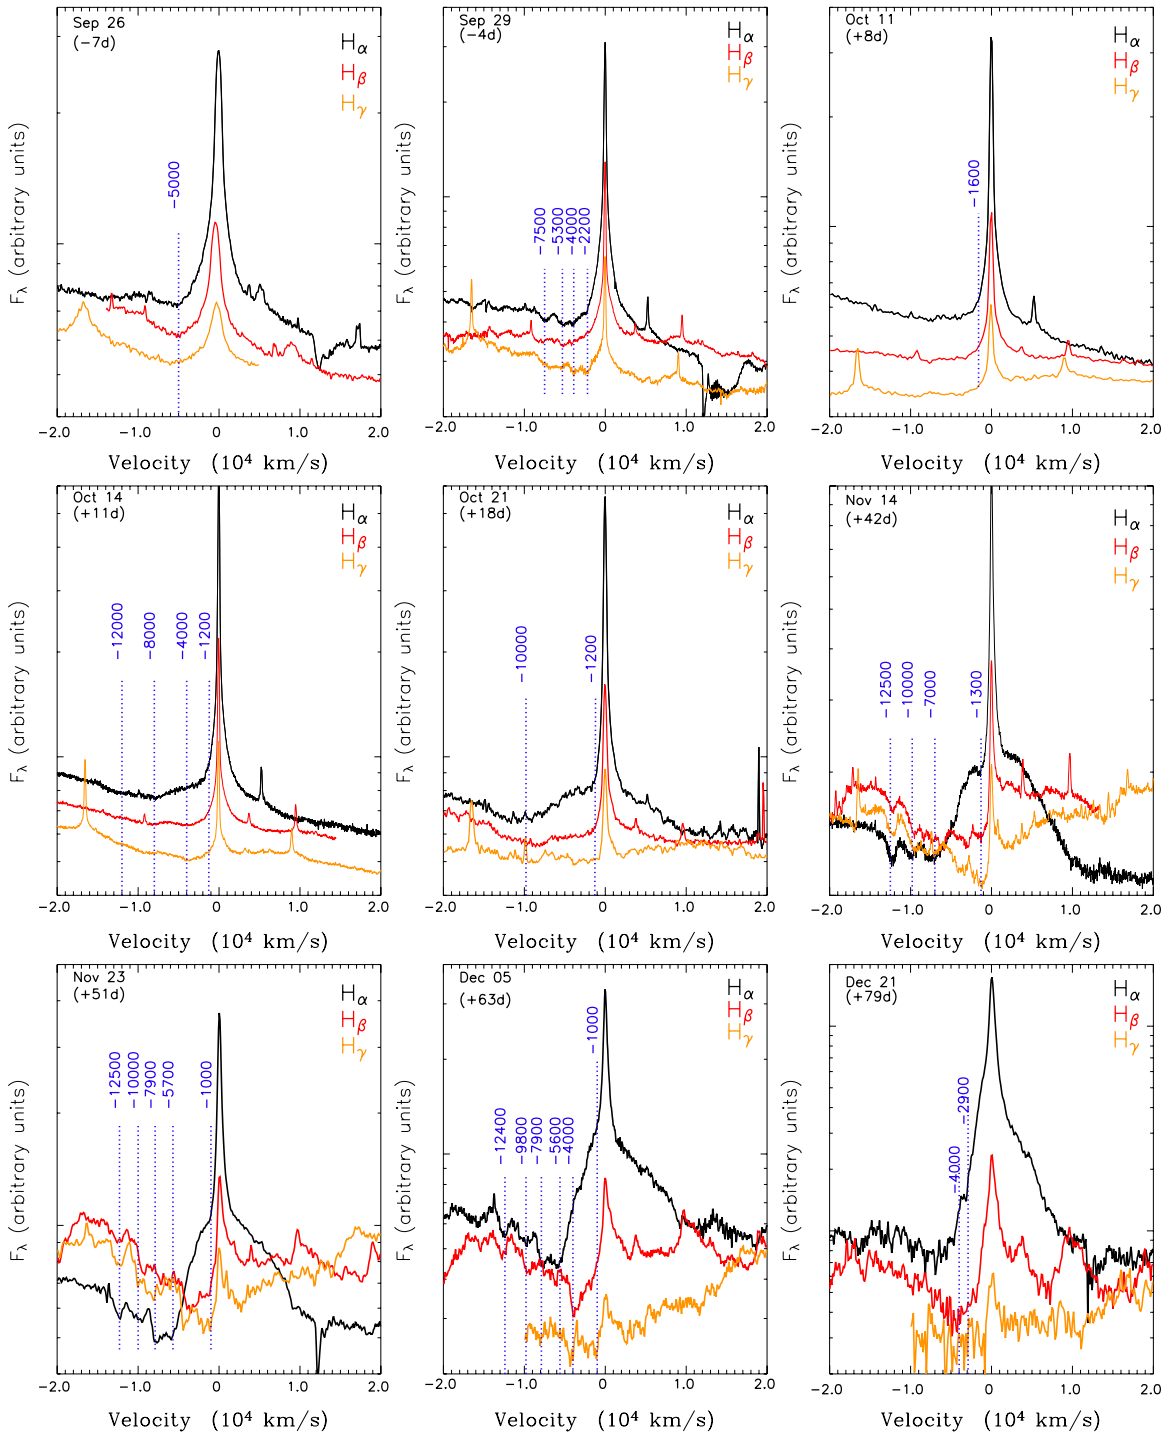 Sep 26
(−7d)
Hα
Hβ
Hγ
−5000
Fλ (arbitrary units)
−2.0 −1.0 0 1.0 2.0
Velocity (10⁴ km/s)
Sep 29
(−4d)
Hα
Hβ
Hγ
−7500
−5300
−4000
−2200
Fλ (arbitrary units)
−2.0 −1.0 0 1.0 2.0
Velocity (10⁴ km/s)
Oct 11
(+8d)
Hα
Hβ
Hγ
−1600
Fλ (arbitrary units)
−2.0 −1.0 0 1.0 2.0
Velocity (10⁴ km/s)
Oct 14
(+11d)
Hα
Hβ
Hγ
−12000
−8000
−4000
−1200
Fλ (arbitrary units)
−2.0 −1.0 0 1.0 2.0
Velocity (10⁴ km/s)
Oct 21
(+18d)
Hα
Hβ
Hγ
−10000
−1200
Fλ (arbitrary units)
−2.0 −1.0 0 1.0 2.0
Velocity (10⁴ km/s)
Nov 14
(+42d)
Hα
Hβ
Hγ
−12500
−10000
−7000
−1300
Fλ (arbitrary units)
−2.0 −1.0 0 1.0 2.0
Velocity (10⁴ km/s)
Nov 23
(+51d)
Hα
Hβ
Hγ
−12500
−10000
−7900
−5700
−1000
Fλ (arbitrary units)
−2.0 −1.0 0 1.0 2.0
Velocity (10⁴ km/s)
Dec 05
(+63d)
Hα
Hβ
Hγ
−12400
−9800
−7900
−5600
−4000
−1000
Fλ (arbitrary units)
−2.0 −1.0 0 1.0 2.0
Velocity (10⁴ km/s)
Dec 21
(+79d)
Hα
Hβ
Hγ
−4000
−2900
Fλ (arbitrary units)
−2.0 −1.0 0 1.0 2.0
Velocity (10⁴ km/s)